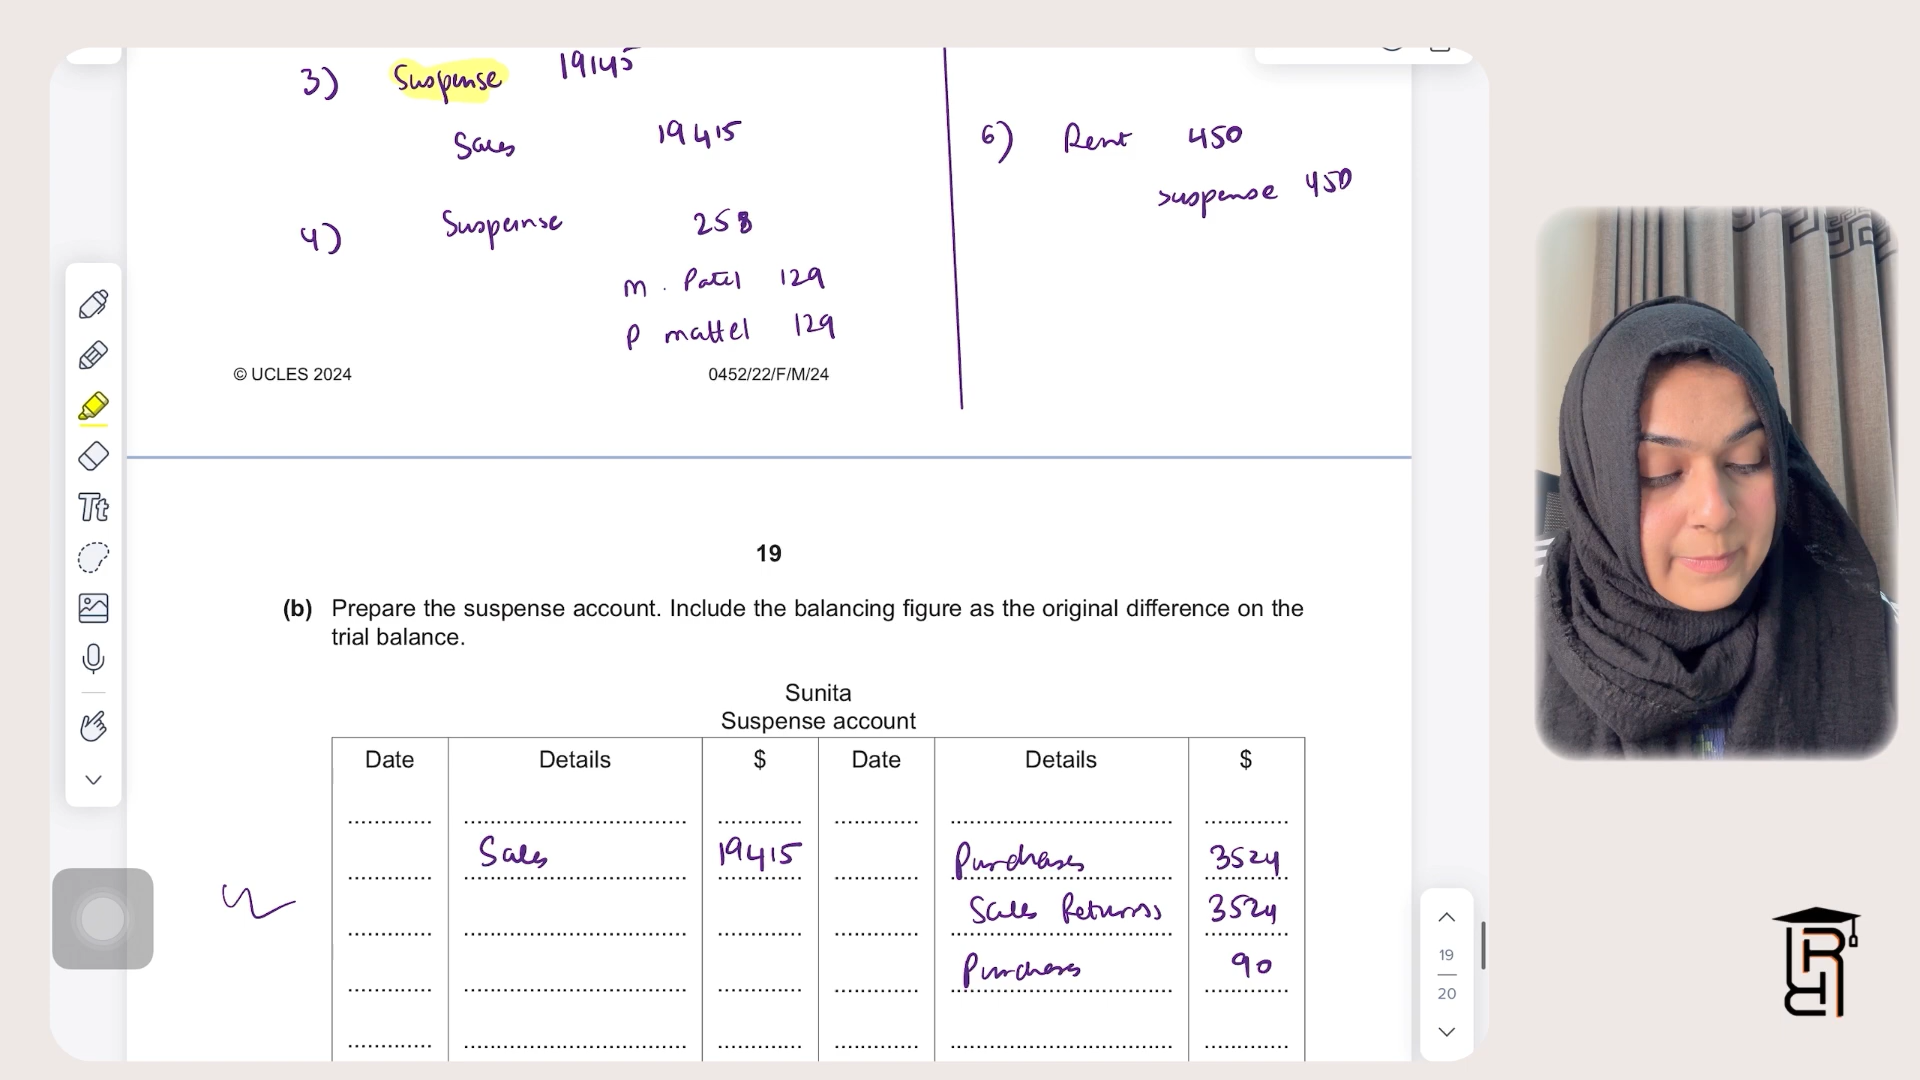 3) Suspense 19145
Sales 19415
4) Suspense 258
M. Patel 129
P mattel 129
6) Rent 450
suspense 450
© UCLES 2024
0452/22/F/M/24
19
(b) Prepare the suspense account. Include the balancing figure as the original difference on the
trial balance.
Sunita
Suspense account
Date Details $ Date Details $
Sales 19415 Purchases 3524
Sales Returns 3524
Purchases 90
Tt
19
20